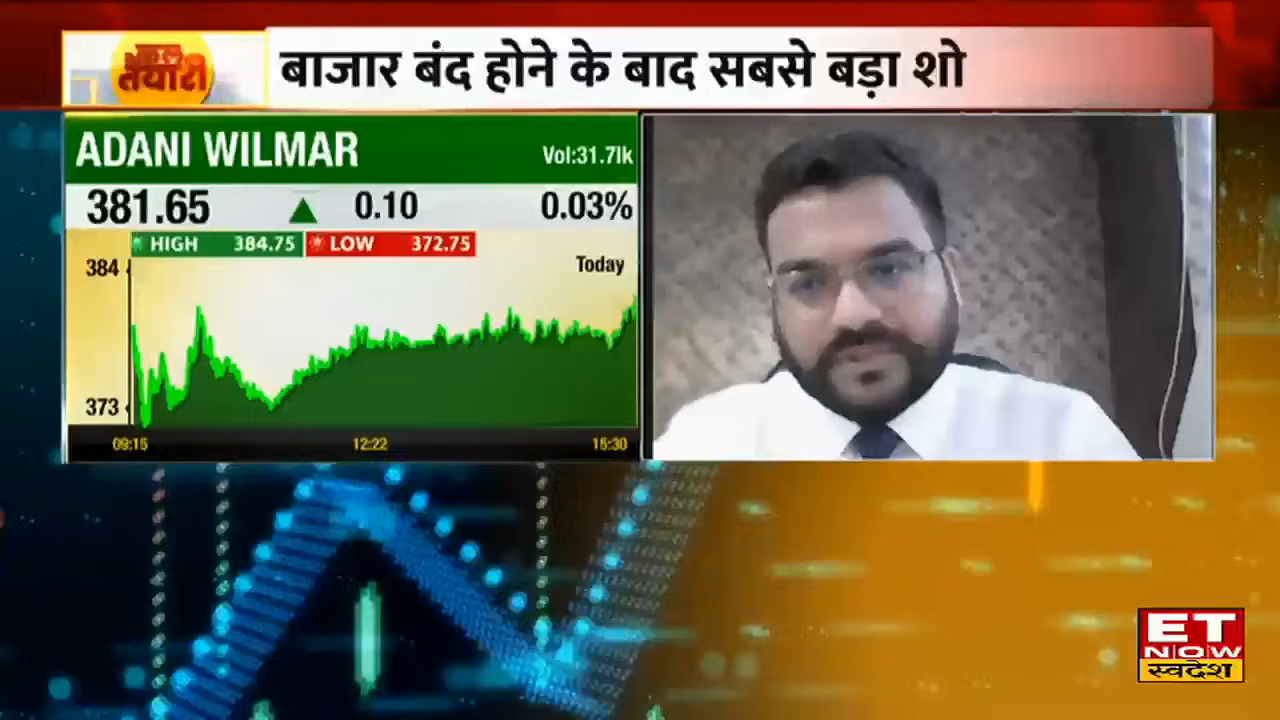 तैयारी
बाजार बंद होने के बाद सबसे बड़ा शो
ADANI WILMAR
Vol:31.7lk
381.65 ▲ 0.10 0.03%
HIGH 384.75 LOW 372.75
384
Today
373
09:15 12:22 15:30
ET
NOW
स्वदेश